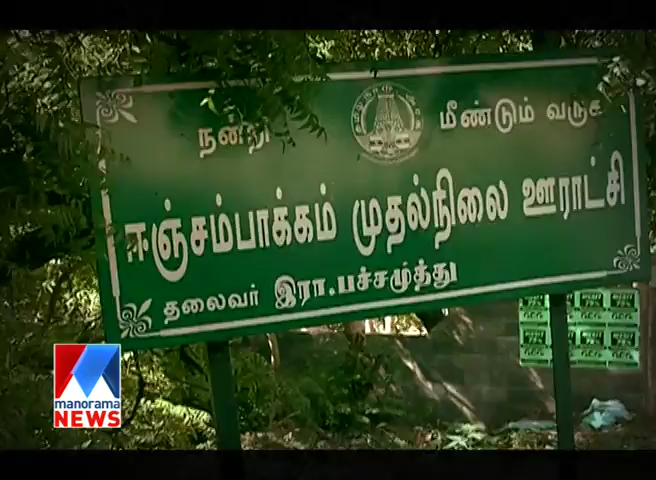 நன்றி மீண்டும் வருக
ஈஞ்சம்பாக்கம் முதல்நிலை ஊராட்சி
தலைவர் இரா.பச்சமுத்து
manorama
NEWS